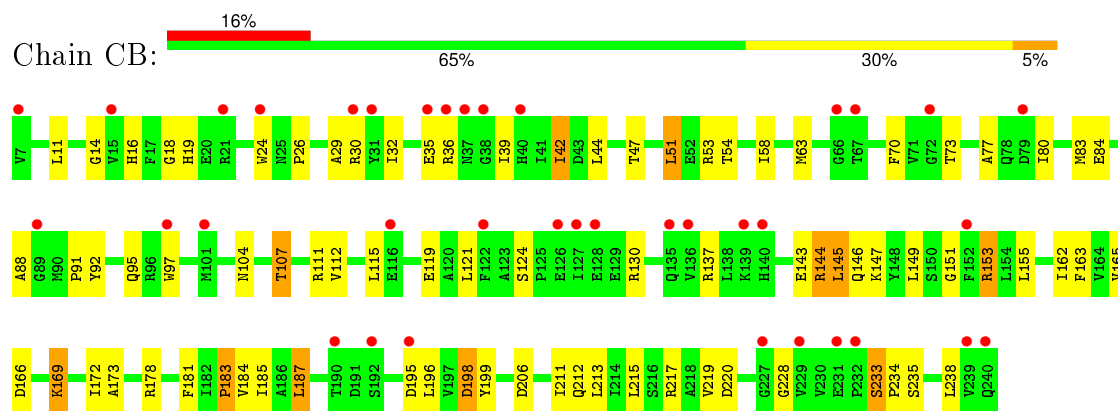 16%
Chain CB:
65% 30% 5%
V7 L11 G14 V15 H16 F17 G18 H19 E20 R21 W24 N25 P26 A29 R30 Y31 I32 E35 R36 N37 G38 I39 H40 I41 I42 D43 L44 T47 L51 E52 R53 T54 I58 M63 G66 T67 F70 V71 G72 T73 A77 Q78 D79 I80 M83 E84
A88 G89 M90 P91 Y92 Q95 R96 W97 M101 N104 T107 R111 V112 L115 E116 E119 A120 L121 F122 A123 S124 P125 E126 I127 E128 E129 R130 Q135 V136 R137 L138 K139 H140 E143 R144 L145 Q146 K147 Y148 L149 S150 G151 F152 R153 L154 L155 I162 F163 V164 V165
D166 K169 I172 A173 R178 F181 I182 P183 V184 I185 A186 L187 T190 D191 S192 D195 L196 V197 D198 Y199 D206 I211 Q212 L213 I214 L215 S216 R217 A218 V219 D220 G227 G228 V229 V230 E231 P232 S233 P234 S235 L238 V239 Q240